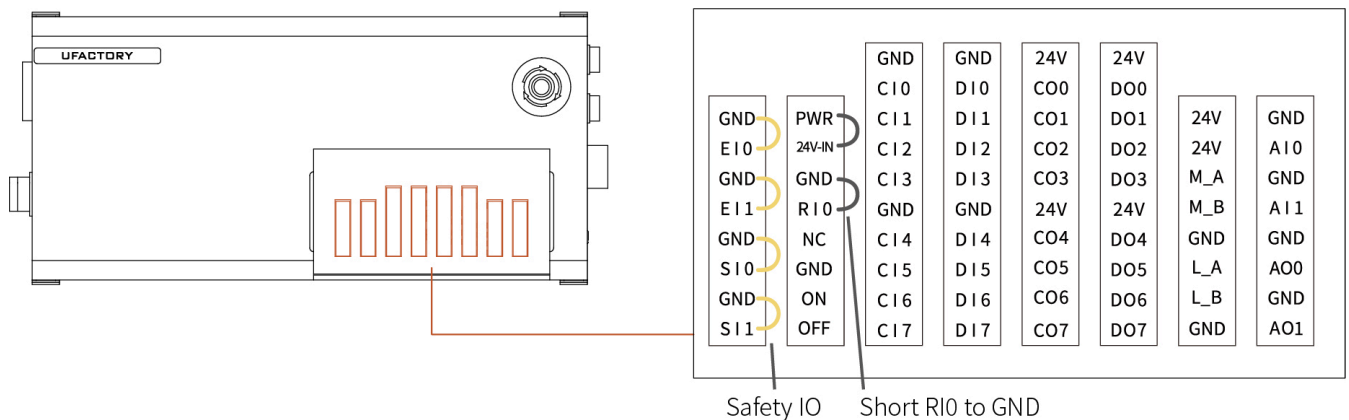 UFACTORY
GND
EI0
GND
EI1
GND
SI0
GND
SI1
PWR
24V-IN
GND
RI0
NC
GND
ON
OFF
GND
CI0
CI1
CI2
CI3
GND
CI4
CI5
CI6
CI7
GND
DI0
DI1
DI2
DI3
GND
DI4
DI5
DI6
DI7
24V
CO0
CO1
CO2
CO3
24V
CO4
CO5
CO6
CO7
24V
DO0
DO1
DO2
DO3
24V
DO4
DO5
DO6
DO7
24V
24V
M_A
M_B
GND
L_A
L_B
GND
GND
AI0
GND
AI1
GND
AO0
GND
AO1
Safety IO
Short RI0 to GND